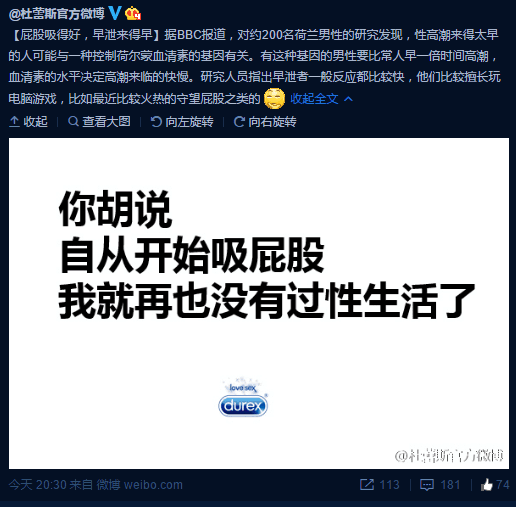 @杜蕾斯官方微博
【屁股吸得好，早泄来得早】据BBC报道，对约200名荷兰男性的研究发现，性高潮来得太早
的人可能与一种控制荷尔蒙血清素的基因有关。有这种基因的男性要比常人早一倍时间高潮，
血清素的水平决定高潮来临的快慢。研究人员指出早泄者一般反应都比较快，他们比较擅长玩
电脑游戏，比如最近比较火热的守望屁股之类的 收起全文
收起 查看大图 向左旋转 向右旋转
你胡说
自从开始吸屁股
我就再也没有过性生活了
love sex
durex
@杜蕾斯官方微博
今天 20:30 来自 微博 weibo.com 113 181 74